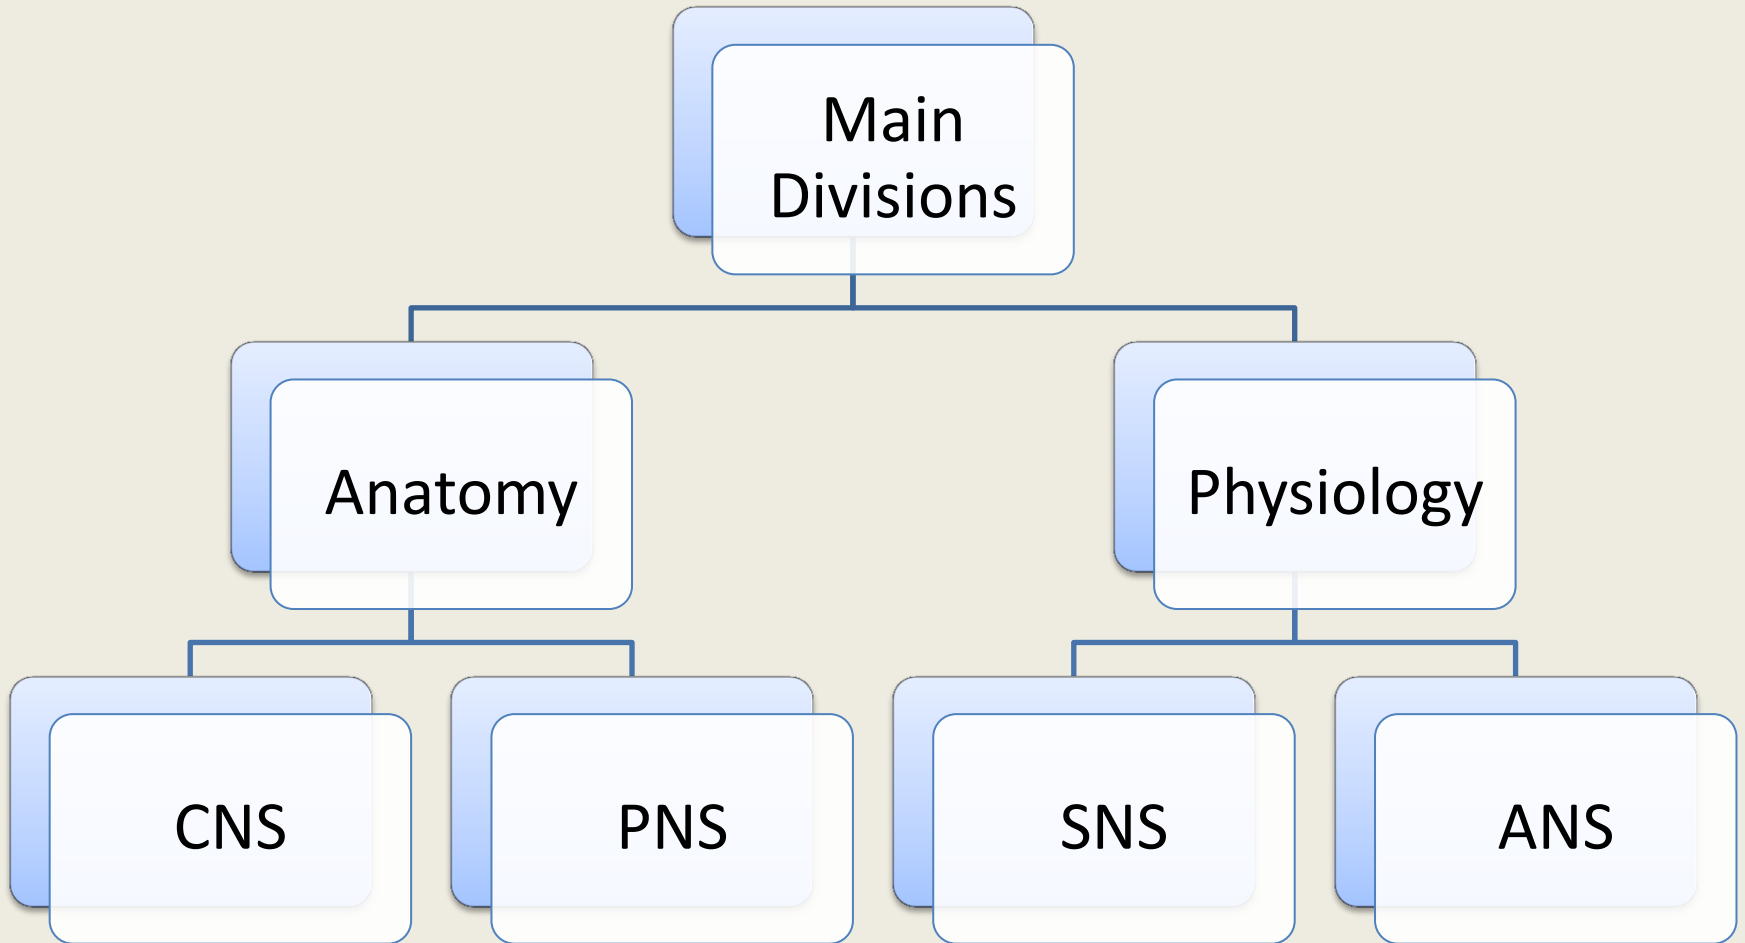 Main
Divisions
Anatomy
Physiology
CNS
PNS
SNS
ANS